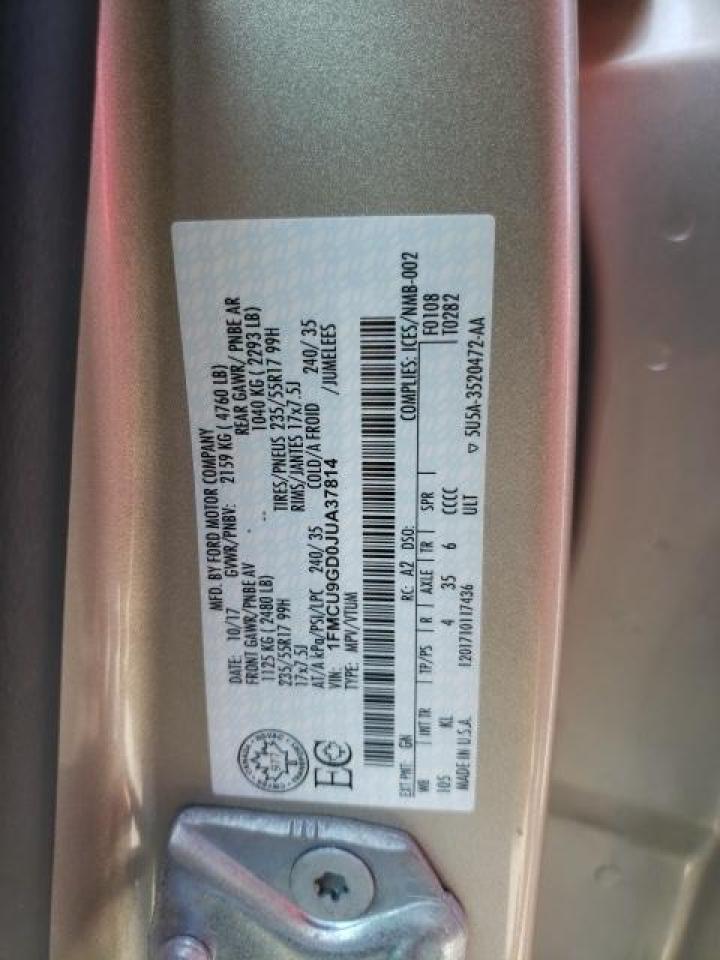 MFD. BY FORD MOTOR COMPANY
DATE: 10/17 GVWR/PNBV: 2159 KG ( 4760 LB)
FRONT GAWR/PNBE AV REAR GAWR/ PNBE AR
1125 KG ( 2480 LB) 1040 KG ( 2293 LB)
235/55R17 99H TIRES/PNEUS 235/55R17 99H
17x7.5J RIMS/JANTES 17x7.5J
AT/A kPa/PSI/LPC 240/ 35 COLD/A FROID 240/ 35
VIN: 1FMCU9GD0JUA37814 /JUMELEES
TYPE: MPV/VTUM
EC
EXT PNT: GN RC: A2 DSO: COMPLIES: ICES/NMB-002
WB INT TR TP/PS R AXLE TR SPR F0108
105 KL 4 35 6 CCCC T0282
ULT
MADE IN U.S.A. 1201710117436 5U5A-3520472-AA